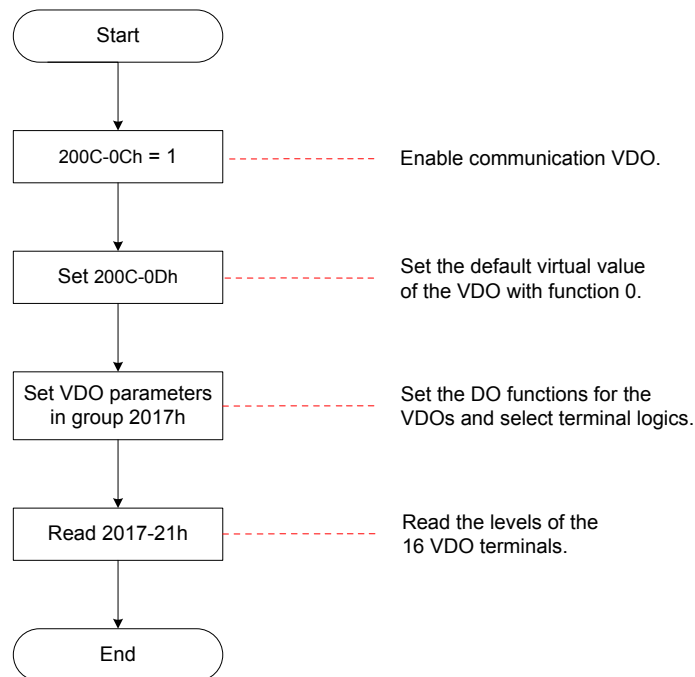 Start
200C-0Ch = 1
Enable communication VDO.
Set 200C-0Dh
Set the default virtual value
of the VDO with function 0.
Set VDO parameters
in group 2017h
Set the DO functions for the
VDOs and select terminal logics.
Read 2017-21h
Read the levels of the
16 VDO terminals.
End